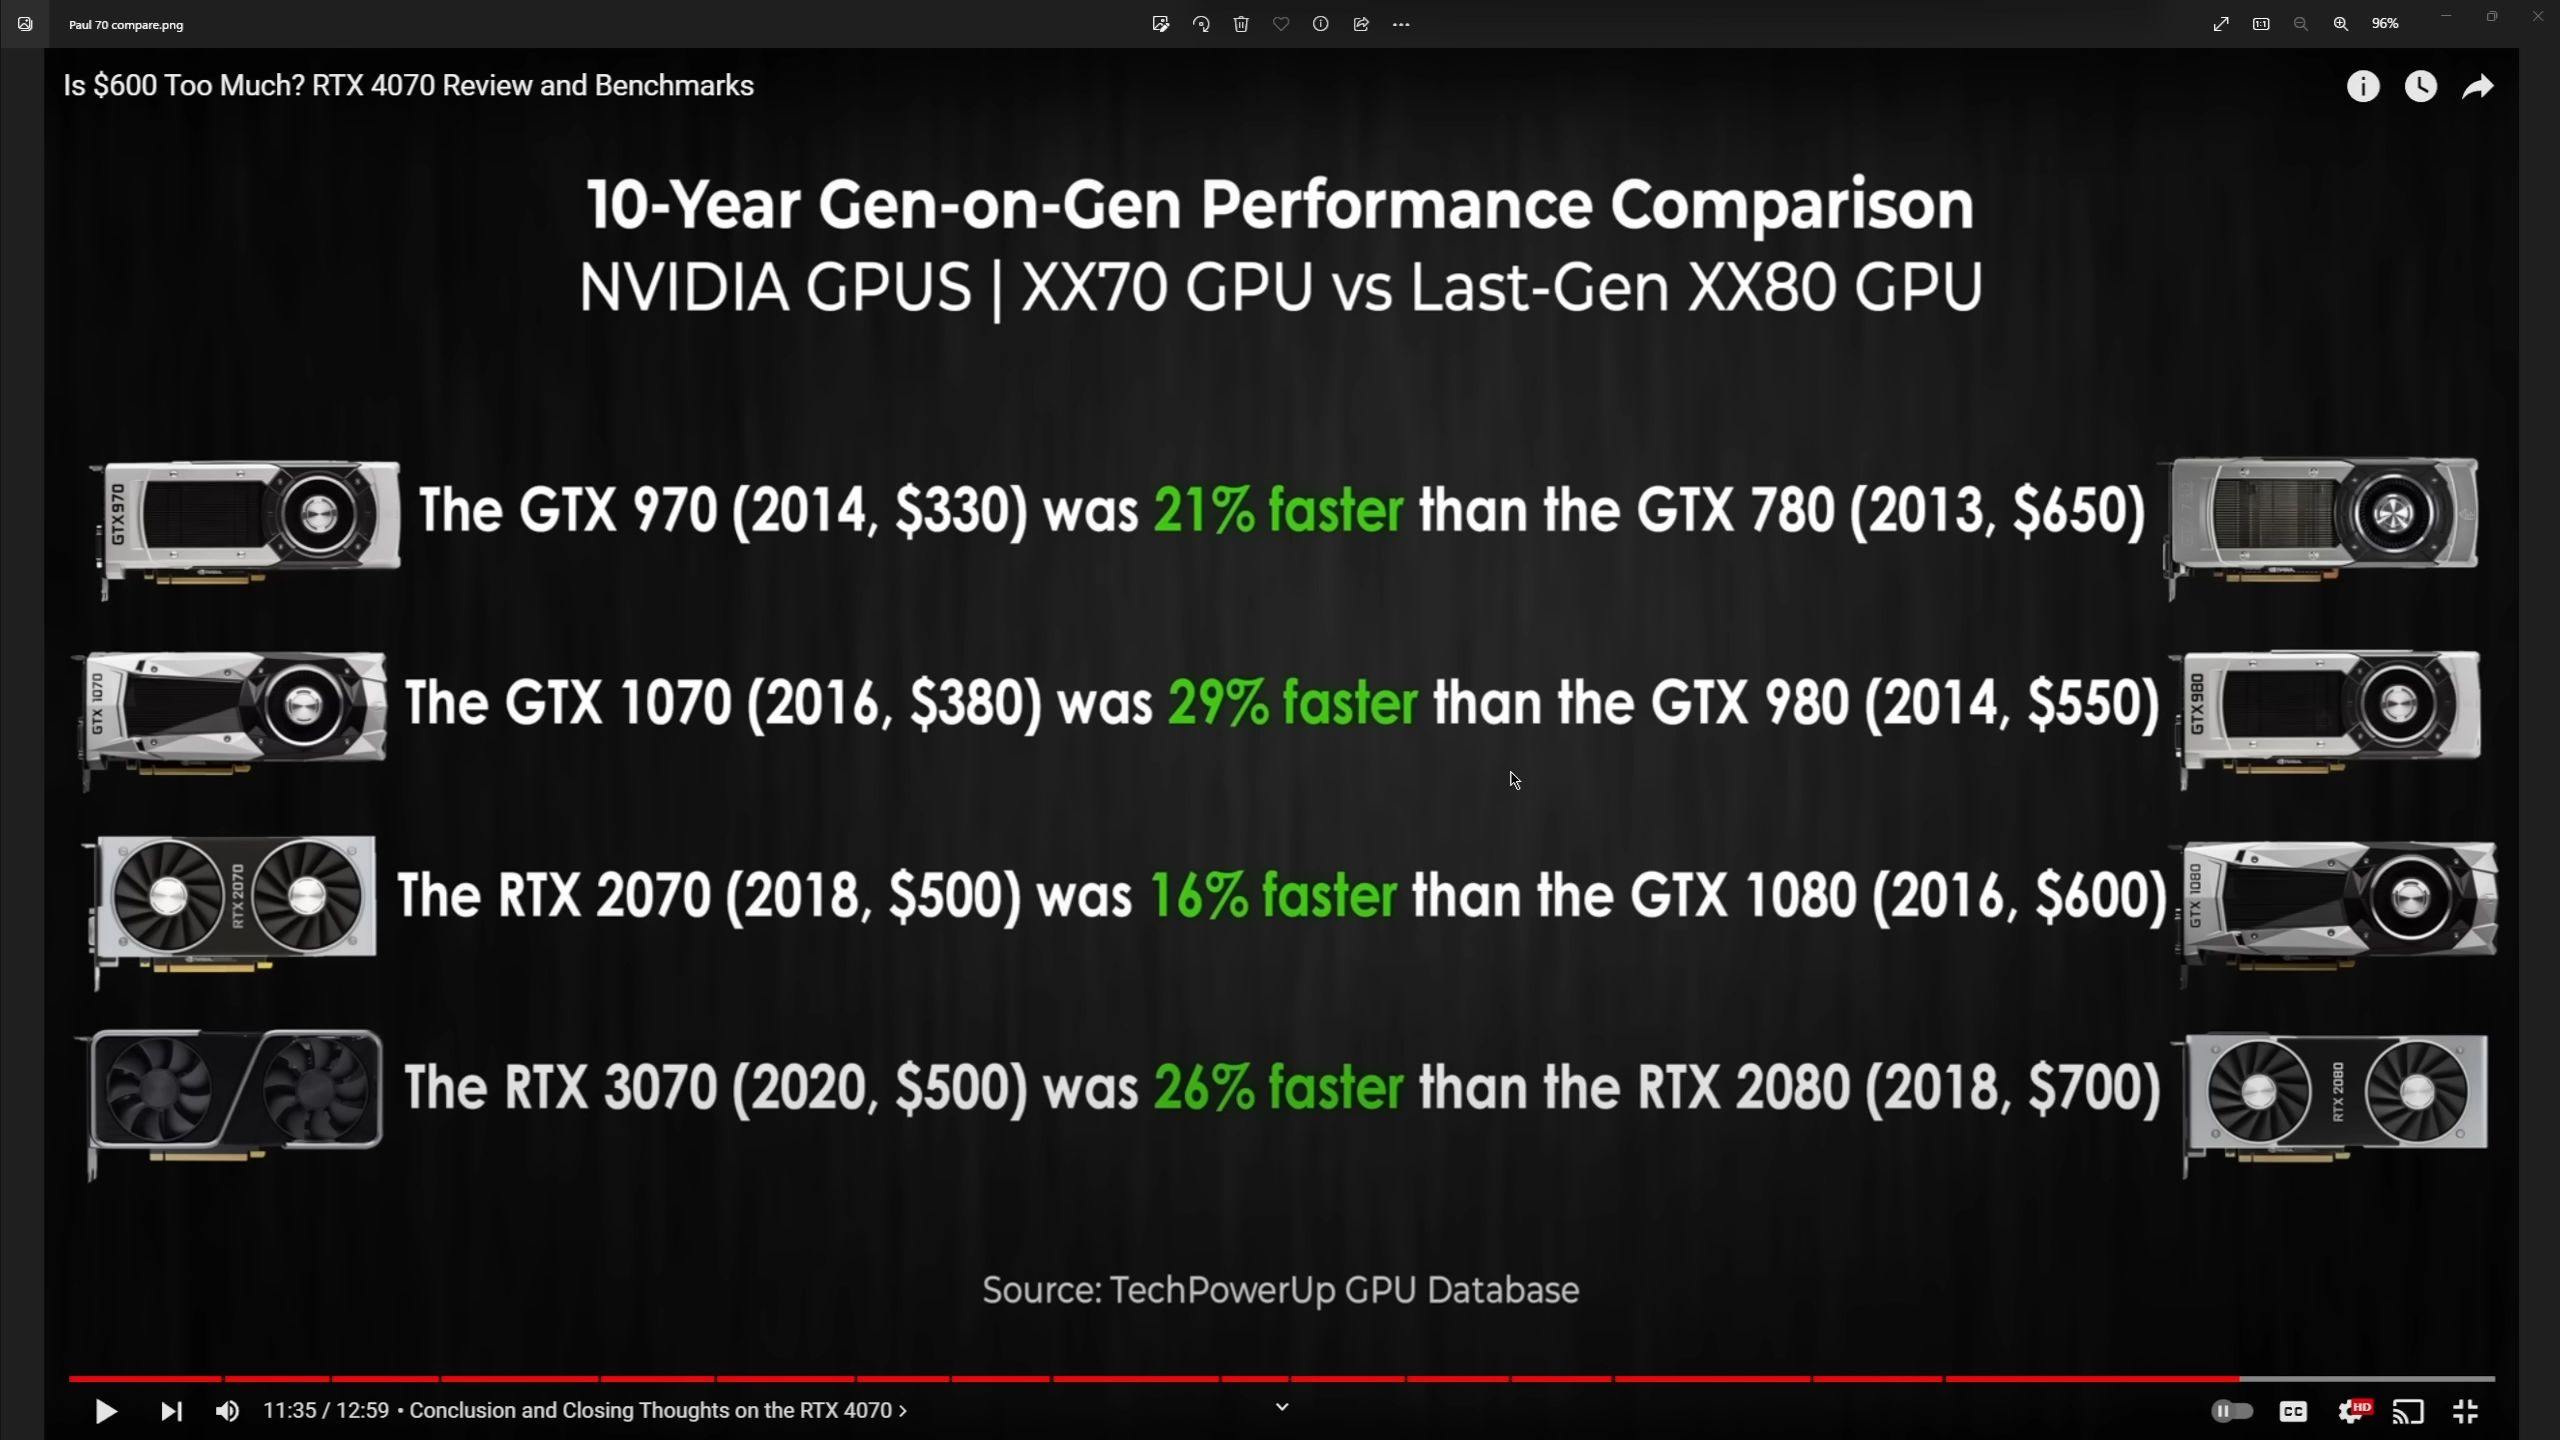 Paul 70 compare.png
96%
Is $600 Too Much? RTX 4070 Review and Benchmarks
10-Year Gen-on-Gen Performance Comparison
NVIDIA GPUS | XX70 GPU vs Last-Gen XX80 GPU
GTX 970
The GTX 970 (2014, $330) was 21% faster than the GTX 780 (2013, $650)
GTX 1070
The GTX 1070 (2016, $380) was 29% faster than the GTX 980 (2014, $550)
GTX 980
RTX 2070
The RTX 2070 (2018, $500) was 16% faster than the GTX 1080 (2016, $600)
GTX 1080
The RTX 3070 (2020, $500) was 26% faster than the RTX 2080 (2018, $700)
RTX 2080
Source: TechPowerUp GPU Database
11:35 / 12:59 • Conclusion and Closing Thoughts on the RTX 4070 >
CC
HD